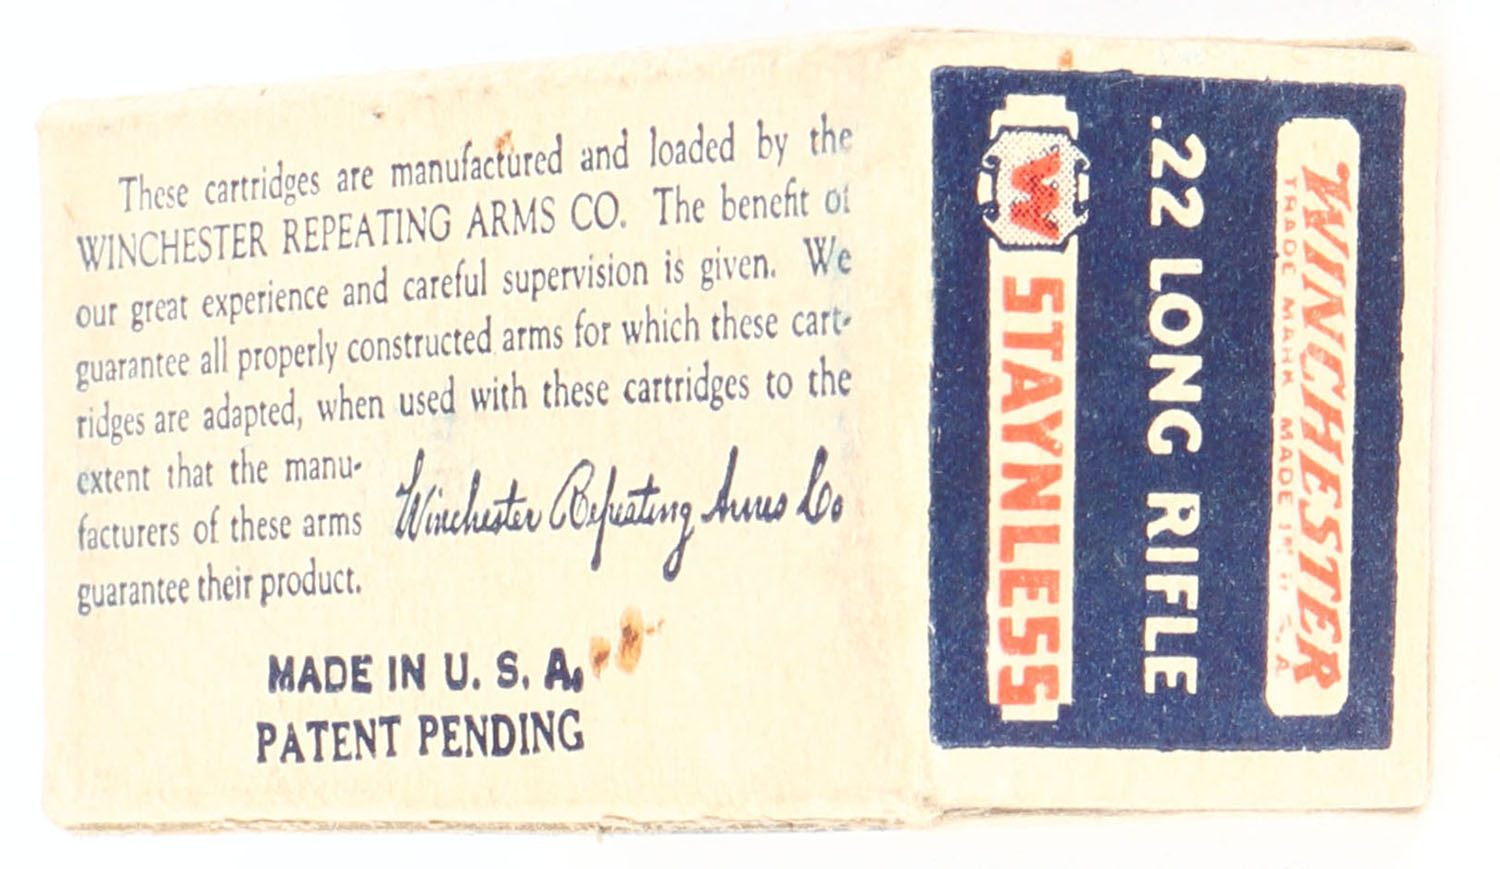 These cartridges are manufactured and loaded by the
WINCHESTER REPEATING ARMS CO. The benefit of
our great experience and careful supervision is given. We
guarantee all properly constructed arms for which these cart-
ridges are adapted, when used with these cartridges to the
extent that the manu-
facturers of these arms
guarantee their product.
Winchester Repeating Arms Co
MADE IN U. S. A.
PATENT PENDING
WINCHESTER
TRADE MARK MADE IN U.S.A.
.22 LONG RIFLE
W
STAYNLESS